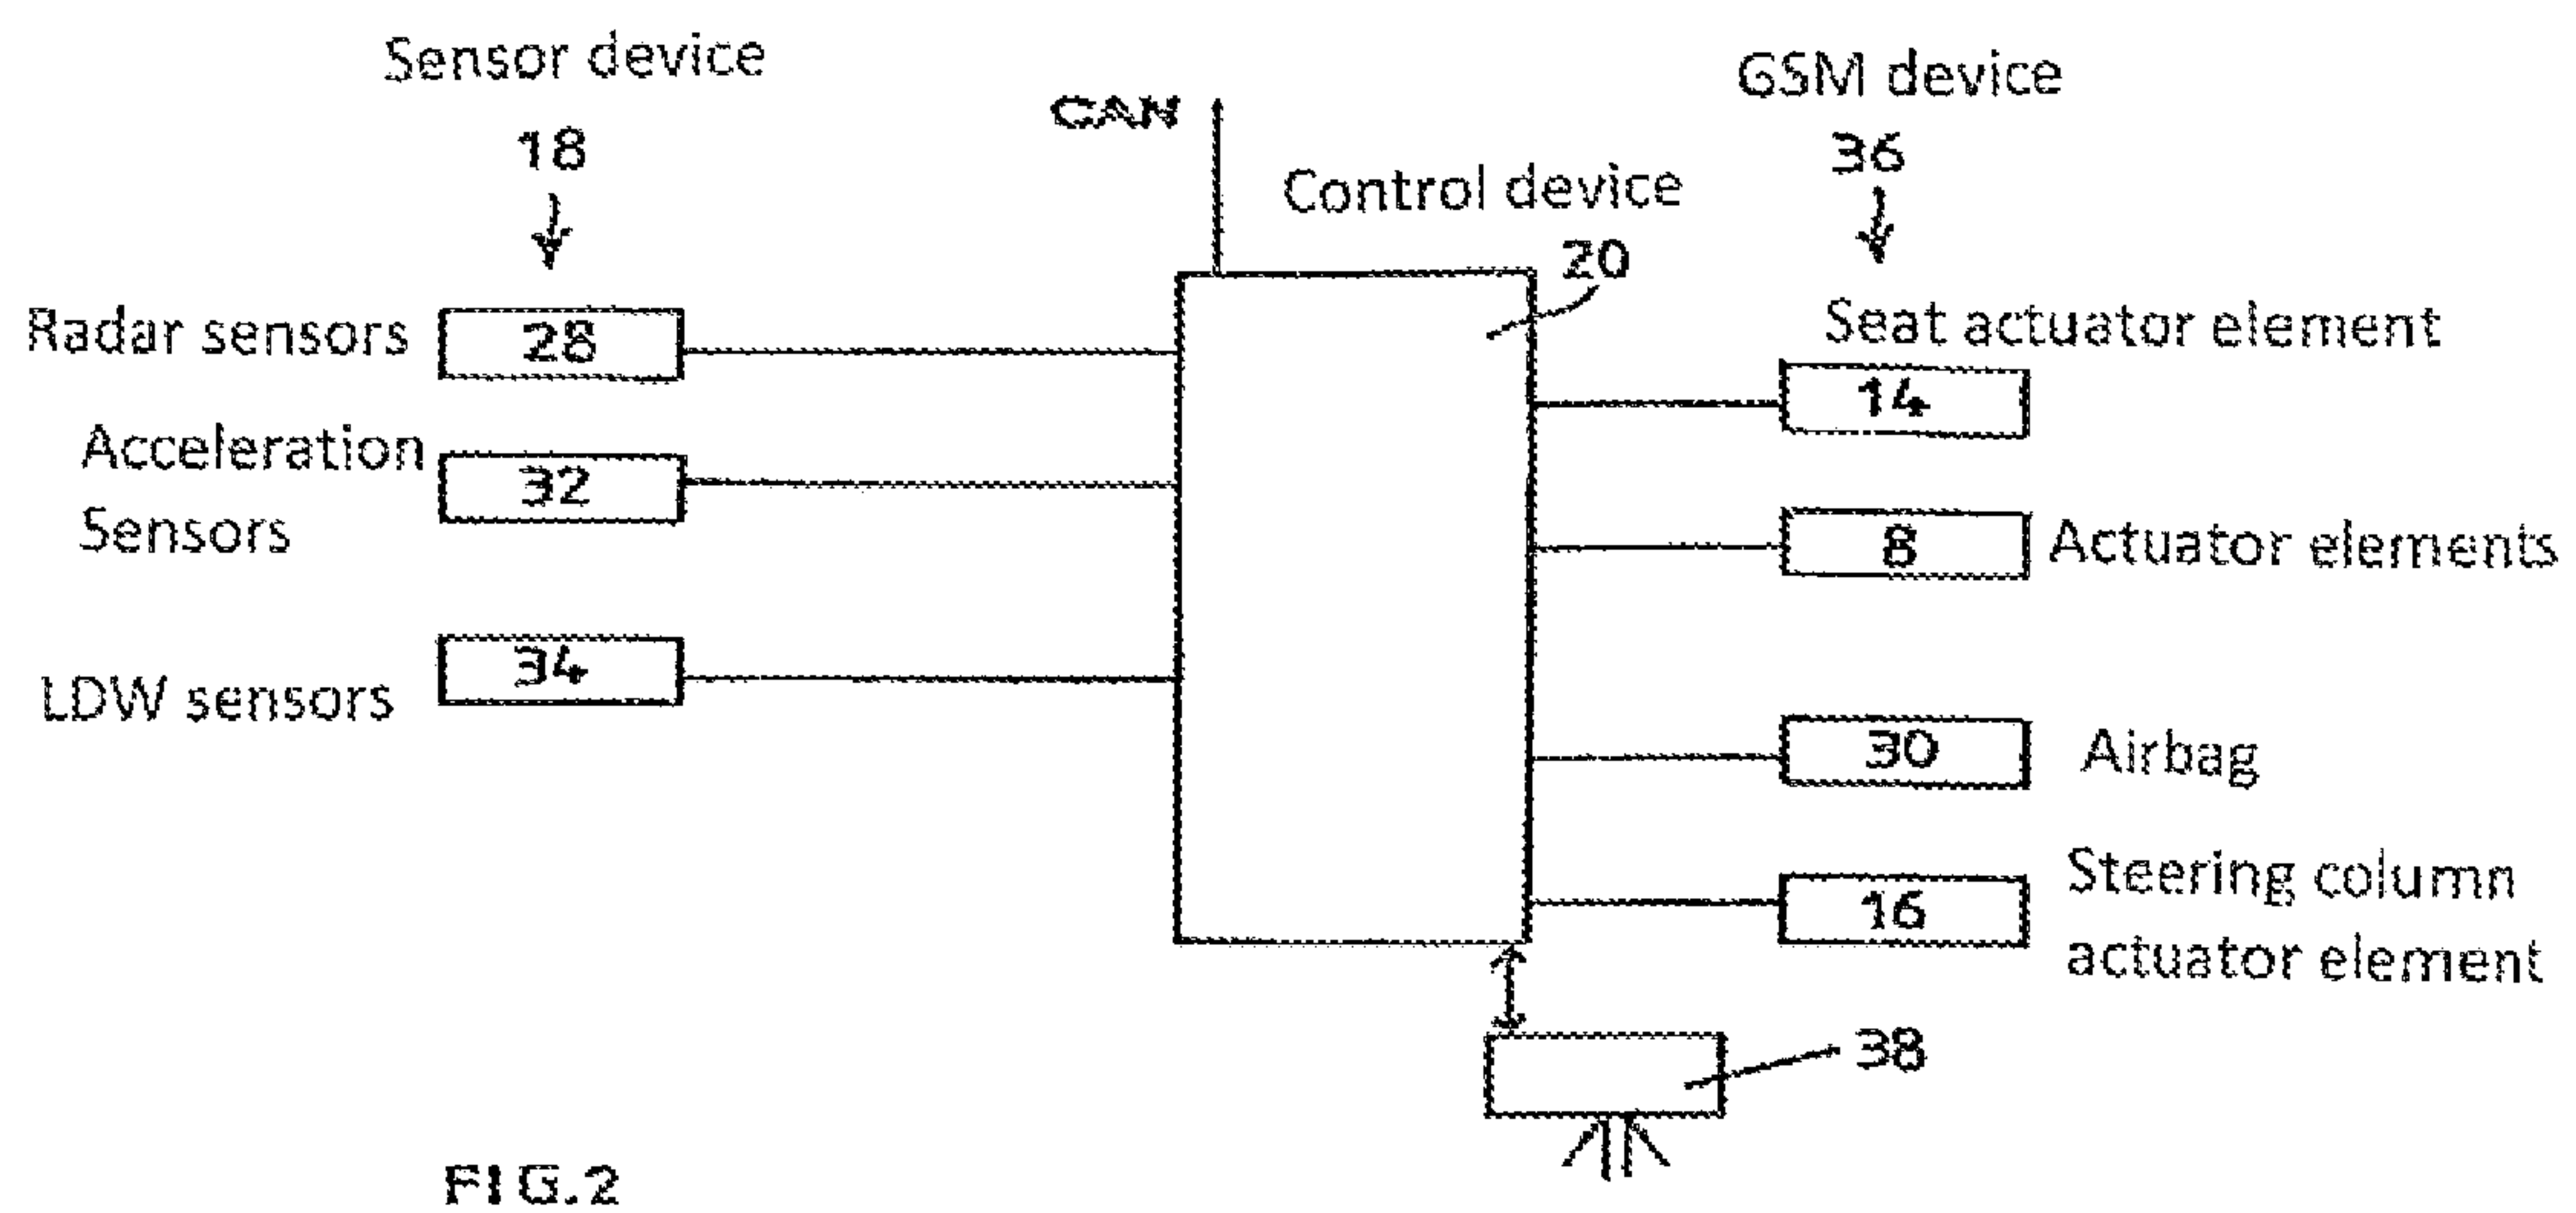 Sensor device
18
CAN
GSM device
36
Control device
20
Radar sensors
28
Seat actuator element
14
Acceleration
Sensors
32
8
Actuator elements
34
LDW sensors
30
Airbag
16
Steering column
actuator element
38
FIG.2